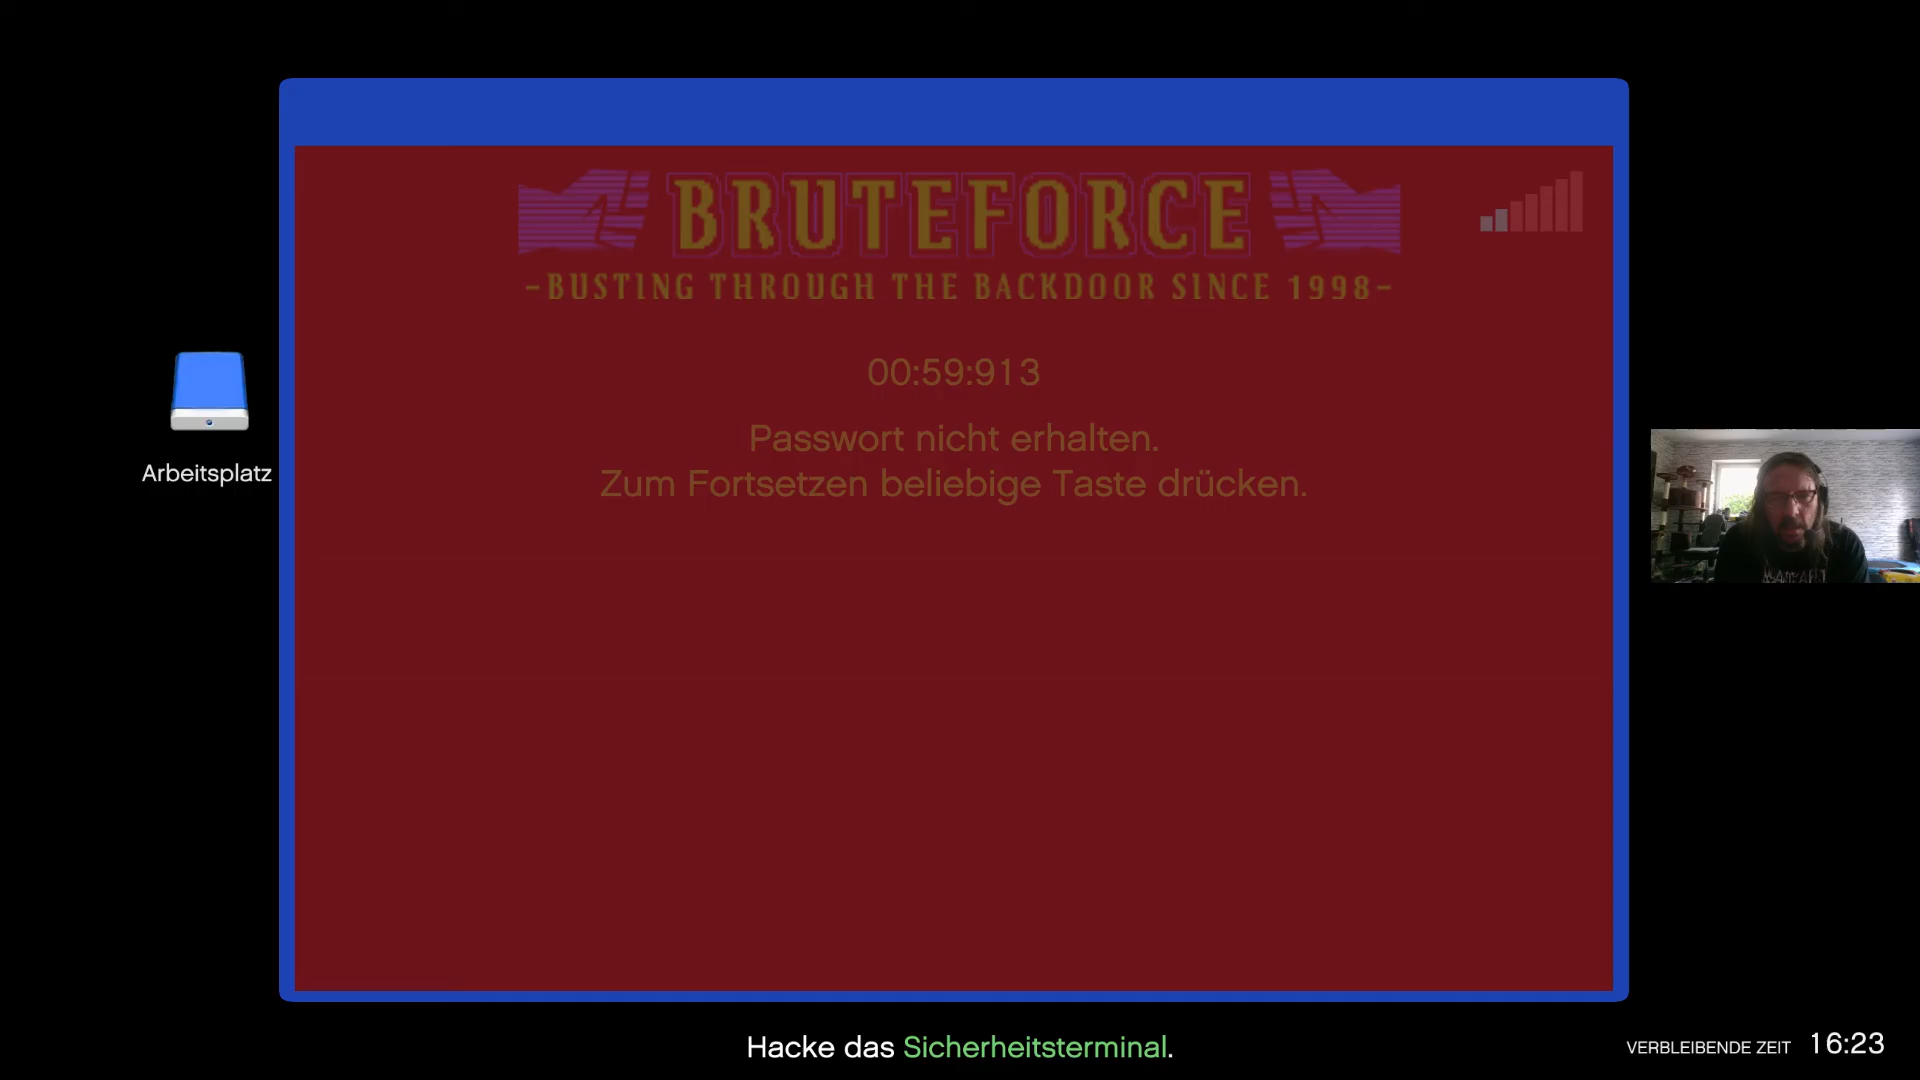 BRUTEFORCE
-BUSTING THROUGH THE BACKDOOR SINCE 1998-
00:59:913
Passwort nicht erhalten.
Zum Fortsetzen beliebige Taste drücken.
Arbeitsplatz
Hacke das Sicherheitsterminal.
VERBLEIBENDE ZEIT 16:23